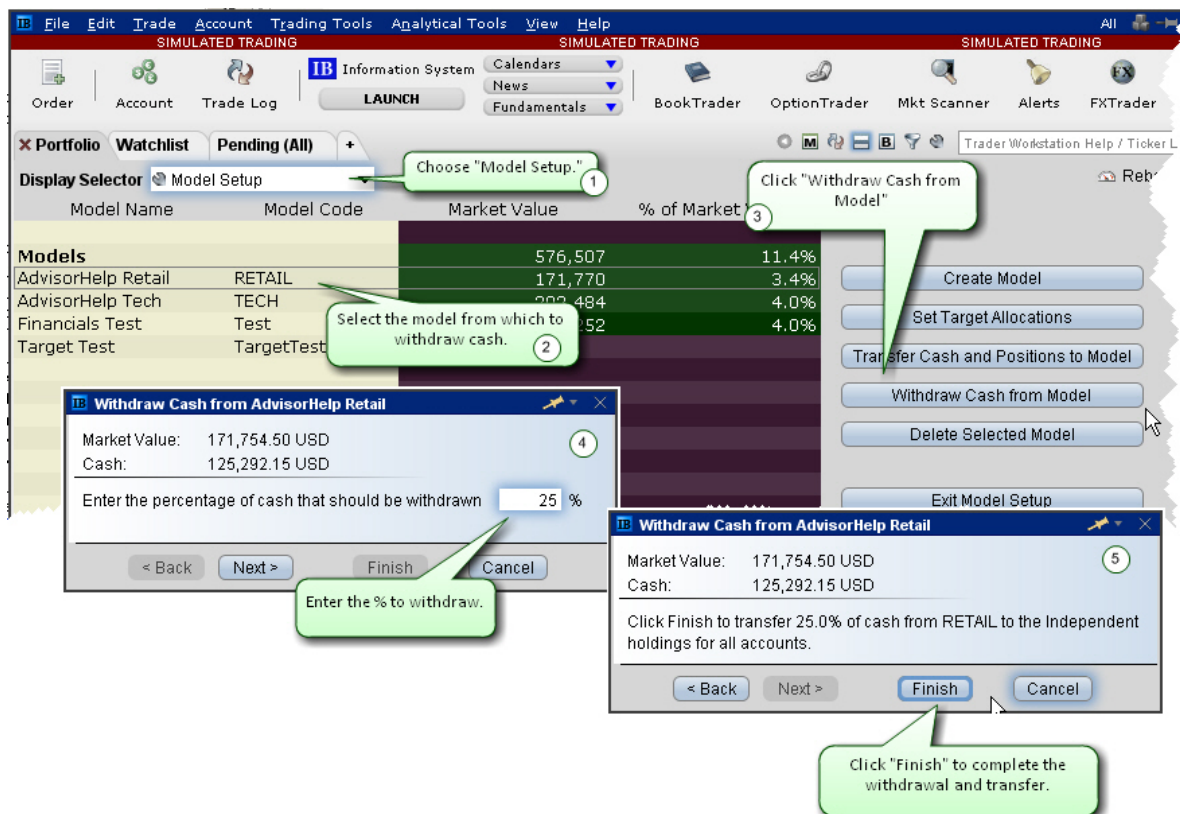 IB File Edit Trade Account Trading Tools Analytical Tools View Help All
SIMULATED TRADING SIMULATED TRADING SIMULATED TRADING
IB Information System
LAUNCH
Calendars
News
Fundamentals
Order Account Trade Log BookTrader OptionTrader Mkt Scanner Alerts FXTrader
FX
X Portfolio Watchlist Pending (All) +
M B Trader Workstation Help / Ticker L
Display Selector Model Setup
Choose "Model Setup."
1
Click "Withdraw Cash from
Model"
3
Model Name Model Code Market Value % of Market
Models 576,507 11.4%
AdvisorHelp Retail RETAIL 171,770 3.4%
AdvisorHelp Tech TECH 484 4.0%
Financials Test Test 252 4.0%
Target Test TargetTest
Select the model from which to
withdraw cash.
2
Create Model
Set Target Allocations
Transfer Cash and Positions to Model
Withdraw Cash from Model
Delete Selected Model
Exit Model Setup
IB Withdraw Cash from AdvisorHelp Retail
Market Value: 171,754.50 USD
4
Cash: 125,292.15 USD
Enter the percentage of cash that should be withdrawn 25 %
< Back Next > Finish Cancel
Enter the % to withdraw.
IB Withdraw Cash from AdvisorHelp Retail
Market Value: 171,754.50 USD
5
Cash: 125,292.15 USD
Click Finish to transfer 25.0% of cash from RETAIL to the Independent
holdings for all accounts.
< Back Next > Finish Cancel
Click "Finish" to complete the
withdrawal and transfer.